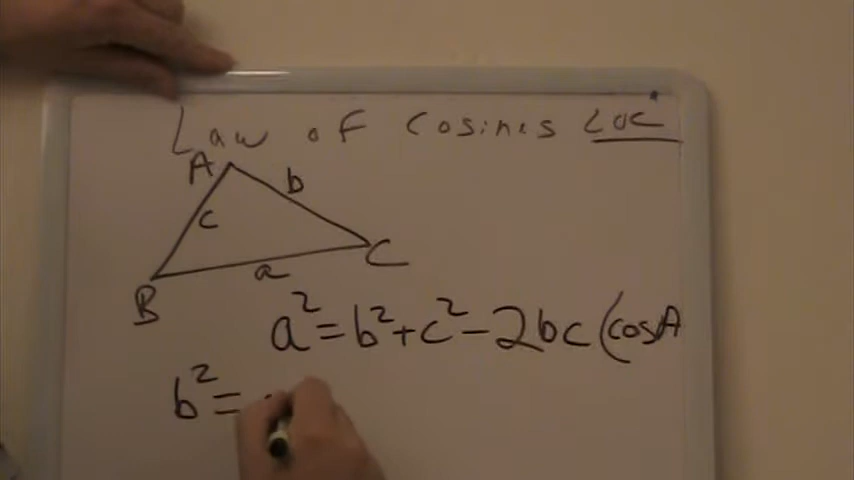 Law of Cosines LOC
A
b
c
C
a
B
a²=b²+c²-2bc(cosA
b²=